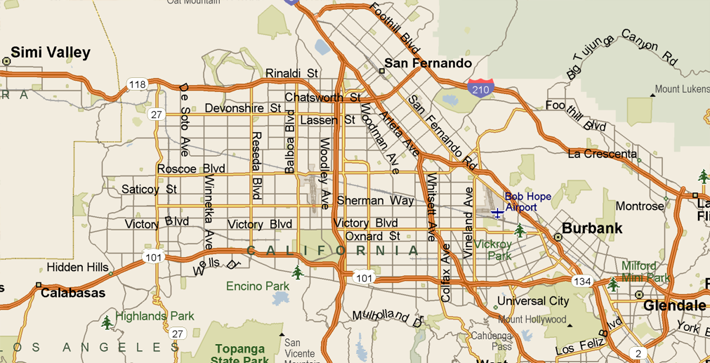 Oat Mountain
Foothill Blvd
Big Tujunga Canyon Rd
Simi Valley
Rinaldi St
San Fernando
118
210
Mount Lukens
De Soto Ave
Chatsworth St
27
Devonshire St
Lassen St
Balboa Blvd
Woodman Ave
Arleta Ave
San Fernando Rd
Foothill Blvd
Reseda Blvd
Woodley Ave
La Crescenta
Roscoe Blvd
Winnetka Ave
Saticoy St
Whitsett Ave
Vineland Ave
Bob Hope
Airport
Sherman Way
Montrose
Victory Blvd
Victory Blvd
Victory Blvd
Oxnard St
Burbank
CALIFORNIA
Vickroy
Park
101
Wells Dr
Hidden Hills
101
Colfax Ave
134
Milford
Mini Park
Calabasas
Encino Park
Universal City
Glendale
Highlands Park
Mulholland Dr
Mount Hollywood
27
Cahuenga
Pass
Los Feliz Blvd
OS ANGELES
Topanga
State Park
San
Vicente
Mountain
2